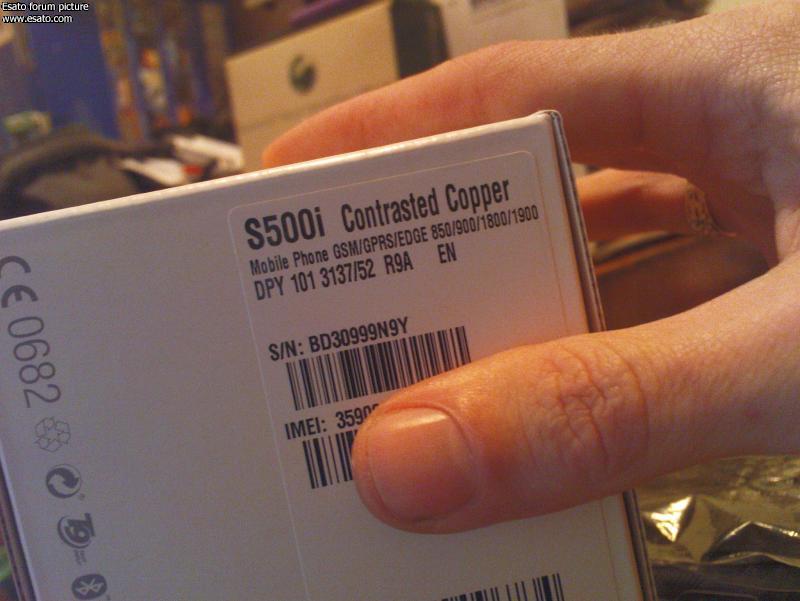 Esato forum picture
www.esato.com
S500i Contrasted Copper
Mobile Phone GSM/GPRS/EDGE 850/900/1800/1900
DPY 101 3137/52 R9A EN
S/N: BD30999N9Y
IMEI: 3590
CE 0682
T9